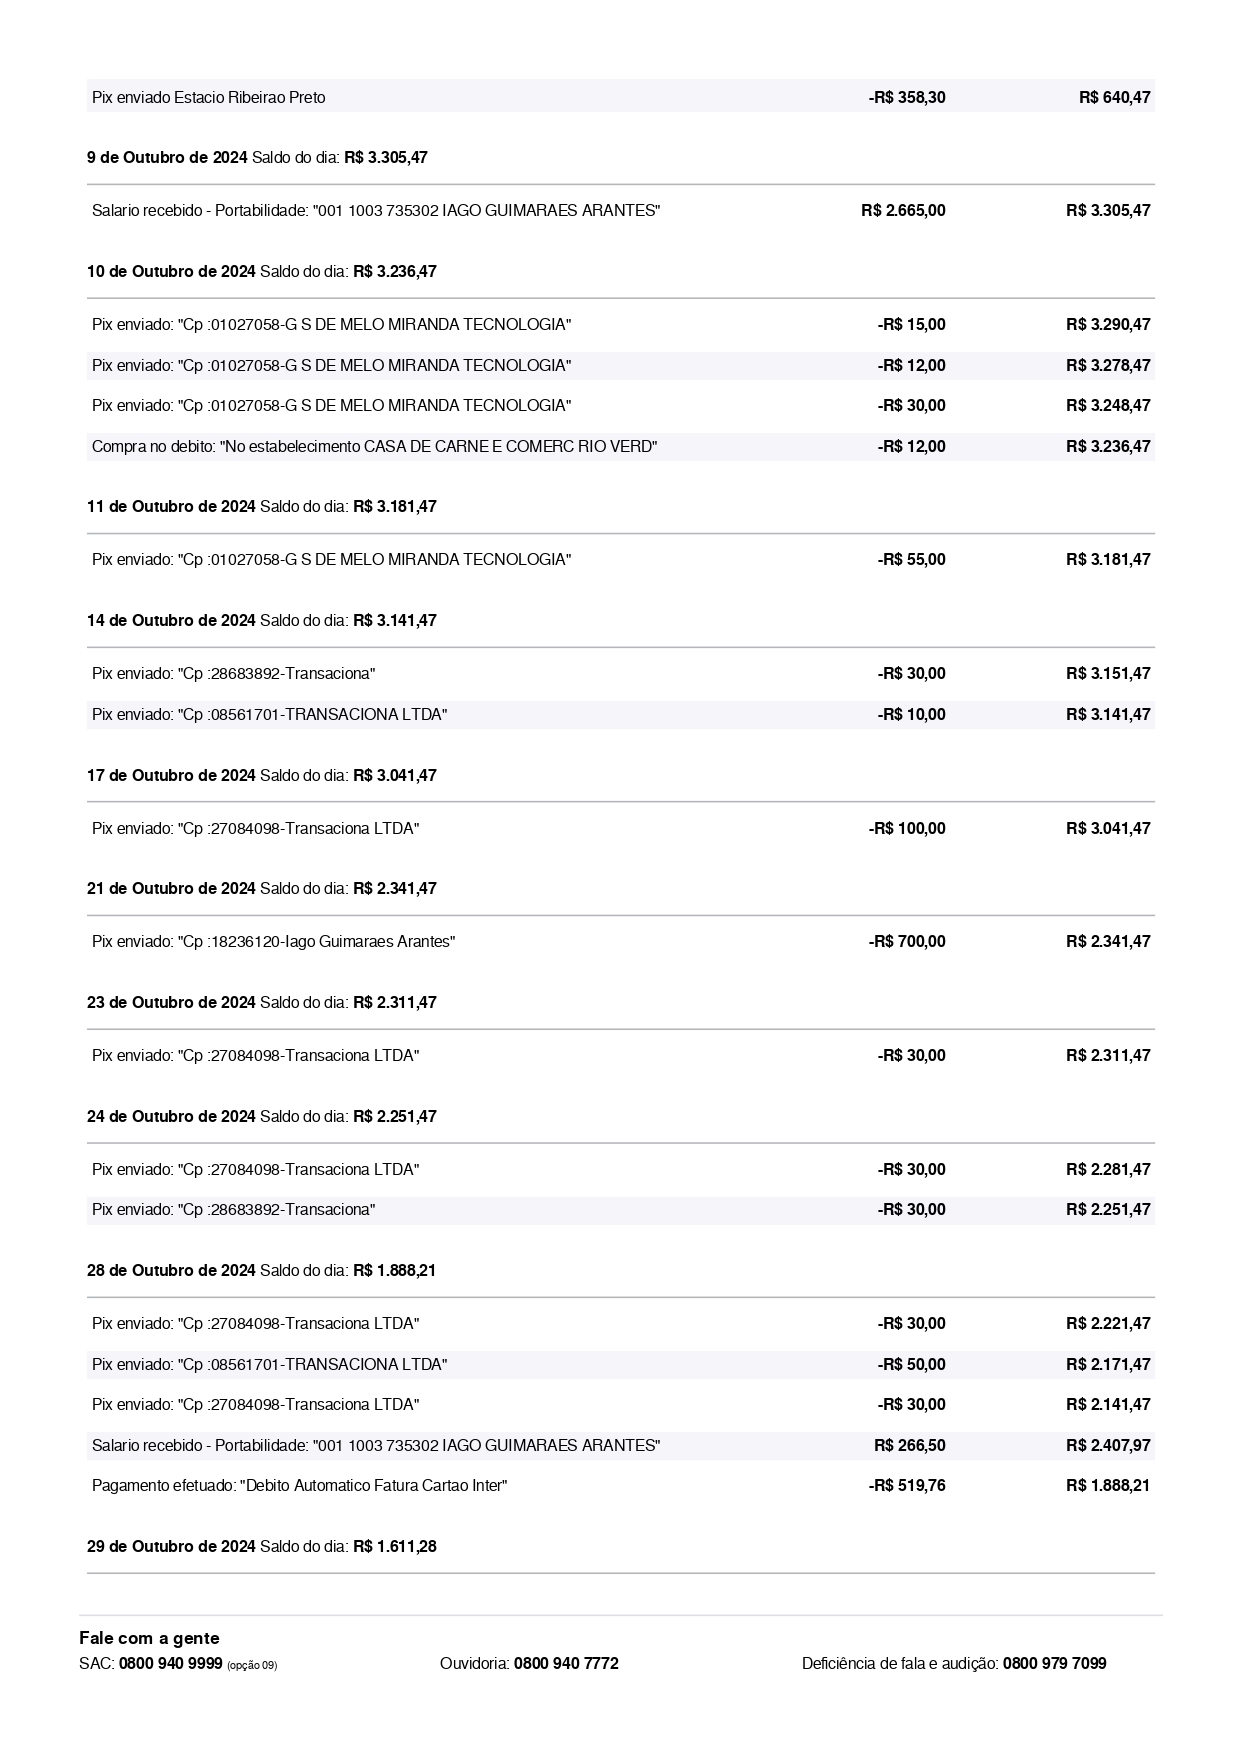 Pix enviado Estacio Ribeirao Preto -R$ 358,30 R$ 640,47
9 de Outubro de 2024 Saldo do dia: R$ 3.305,47
Salario recebido - Portabilidade: "001 1003 735302 IAGO GUIMARAES ARANTES" R$ 2.665,00 R$ 3.305,47
10 de Outubro de 2024 Saldo do dia: R$ 3.236,47
Pix enviado: "Cp :01027058-G S DE MELO MIRANDA TECNOLOGIA" -R$ 15,00 R$ 3.290,47
Pix enviado: "Cp :01027058-G S DE MELO MIRANDA TECNOLOGIA" -R$ 12,00 R$ 3.278,47
Pix enviado: "Cp :01027058-G S DE MELO MIRANDA TECNOLOGIA" -R$ 30,00 R$ 3.248,47
Compra no debito: "No estabelecimento CASA DE CARNE E COMERC RIO VERD" -R$ 12,00 R$ 3.236,47
11 de Outubro de 2024 Saldo do dia: R$ 3.181,47
Pix enviado: "Cp :01027058-G S DE MELO MIRANDA TECNOLOGIA" -R$ 55,00 R$ 3.181,47
14 de Outubro de 2024 Saldo do dia: R$ 3.141,47
Pix enviado: "Cp :28683892-Transaciona" -R$ 30,00 R$ 3.151,47
Pix enviado: "Cp :08561701-TRANSACIONA LTDA" -R$ 10,00 R$ 3.141,47
17 de Outubro de 2024 Saldo do dia: R$ 3.041,47
Pix enviado: "Cp :27084098-Transaciona LTDA" -R$ 100,00 R$ 3.041,47
21 de Outubro de 2024 Saldo do dia: R$ 2.341,47
Pix enviado: "Cp :18236120-Iago Guimaraes Arantes" -R$ 700,00 R$ 2.341,47
23 de Outubro de 2024 Saldo do dia: R$ 2.311,47
Pix enviado: "Cp :27084098-Transaciona LTDA" -R$ 30,00 R$ 2.311,47
24 de Outubro de 2024 Saldo do dia: R$ 2.251,47
Pix enviado: "Cp :27084098-Transaciona LTDA" -R$ 30,00 R$ 2.281,47
Pix enviado: "Cp :28683892-Transaciona" -R$ 30,00 R$ 2.251,47
28 de Outubro de 2024 Saldo do dia: R$ 1.888,21
Pix enviado: "Cp :27084098-Transaciona LTDA" -R$ 30,00 R$ 2.221,47
Pix enviado: "Cp :08561701-TRANSACIONA LTDA" -R$ 50,00 R$ 2.171,47
Pix enviado: "Cp :27084098-Transaciona LTDA" -R$ 30,00 R$ 2.141,47
Salario recebido - Portabilidade: "001 1003 735302 IAGO GUIMARAES ARANTES" R$ 266,50 R$ 2.407,97
Pagamento efetuado: "Debito Automatico Fatura Cartao Inter" -R$ 519,76 R$ 1.888,21
29 de Outubro de 2024 Saldo do dia: R$ 1.611,28
Fale com a gente
SAC: 0800 940 9999 (opção 09) Ouvidoria: 0800 940 7772 Deficiência de fala e audição: 0800 979 7099